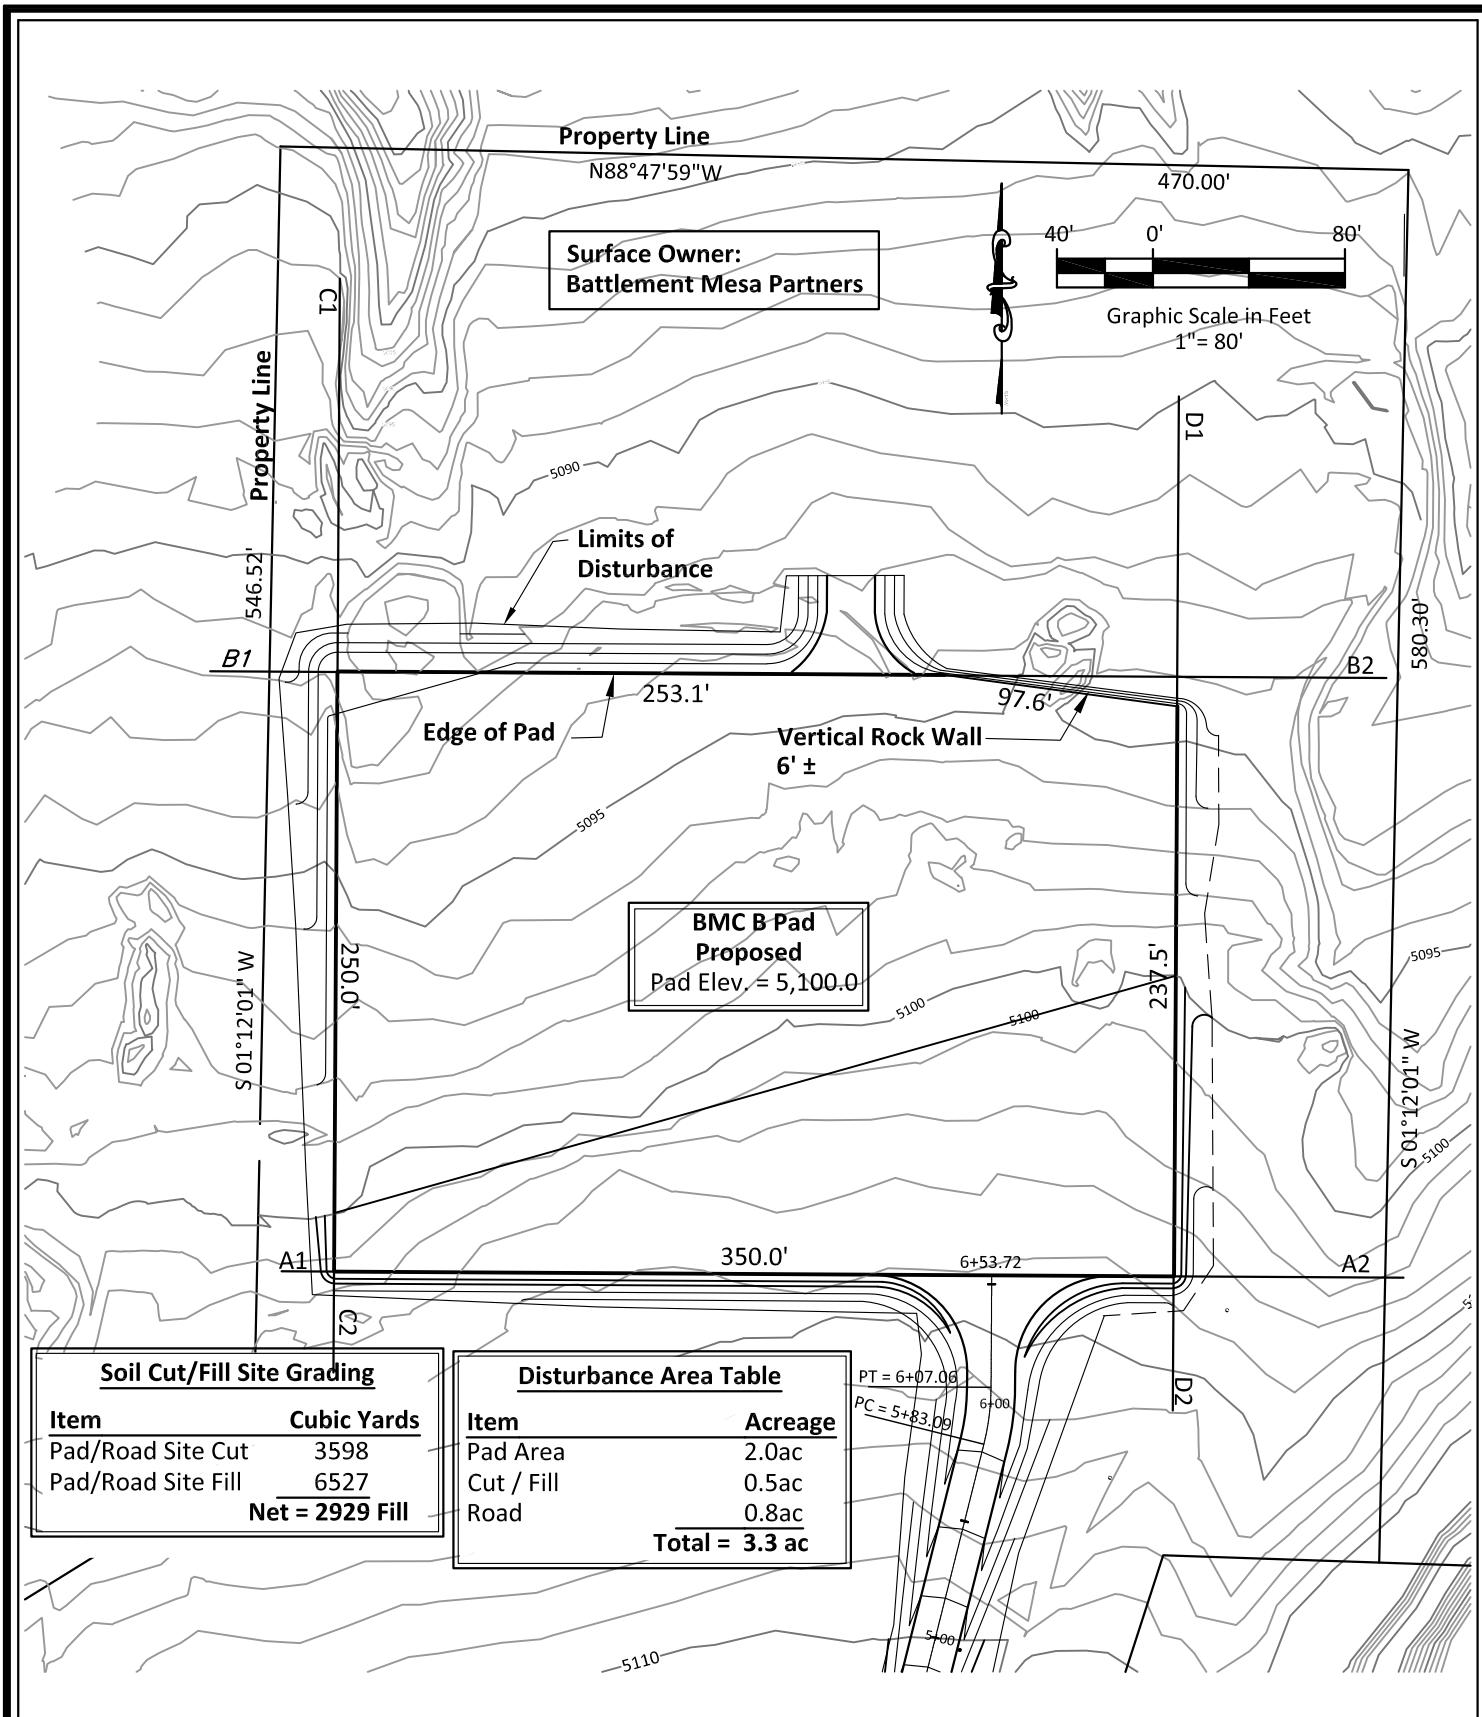 Property Line
N88°47'59"W
470.00'
Surface Owner:
Battlement Mesa Partners
40' 0' 80'
Graphic Scale in Feet
1"= 80'
C1
Property Line
D1
5090
Limits of
Disturbance
546.52'
580.30'
B1
B2
253.1'
97.6'
Edge of Pad
Vertical Rock Wall
6' ±
5095
BMC B Pad
Proposed
Pad Elev. = 5,100.0
250.0'
237.5'
5095
S 01°12'01" W
5100
5100
S 01°12'01" W
5100
A1
350.0'
6+53.72
A2
C2
D2
PT = 6+07.06
6+00
PC = 5+83.09
Soil Cut/Fill Site Grading
Item Cubic Yards
Pad/Road Site Cut 3598
Pad/Road Site Fill 6527
Net = 2929 Fill
Disturbance Area Table
Item Acreage
Pad Area 2.0ac
Cut / Fill 0.5ac
Road 0.8ac
Total = 3.3 ac
5+00
5110